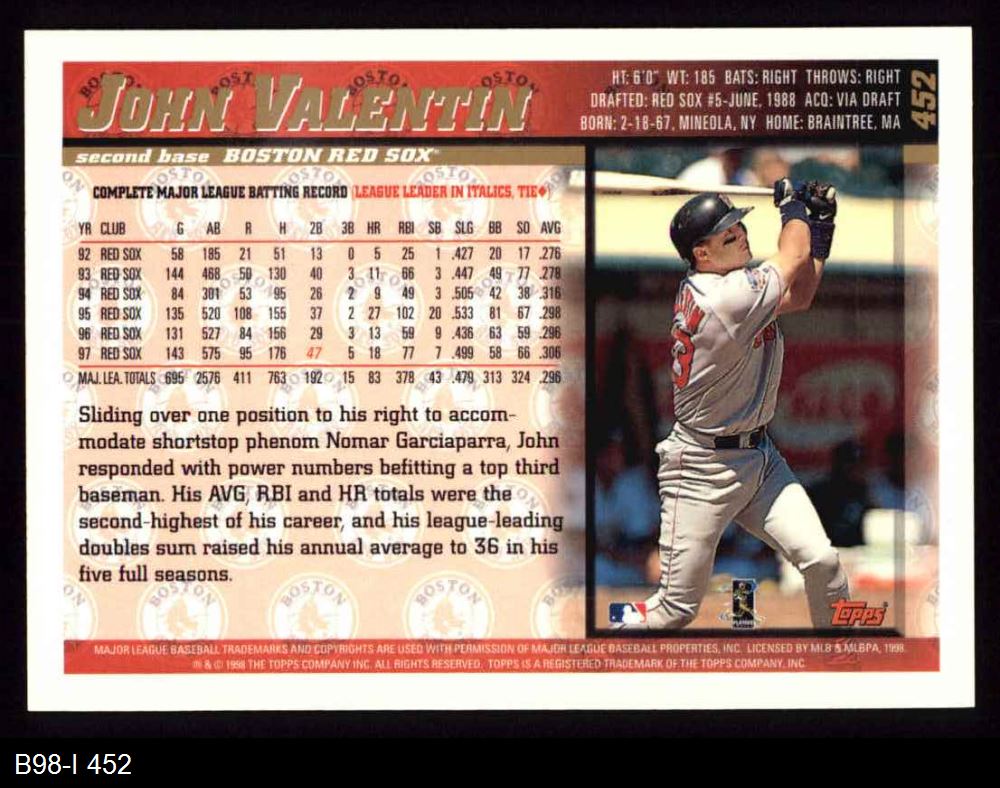 JOHN VALENTIN
HT: 6'0" WT: 185 BATS: RIGHT THROWS: RIGHT
DRAFTED: RED SOX #5-JUNE, 1988 ACQ: VIA DRAFT
BORN: 2-18-67, MINEOLA, NY HOME: BRAINTREE, MA
452
second base BOSTON RED SOX
COMPLETE MAJOR LEAGUE BATTING RECORD (LEAGUE LEADER IN ITALICS, TIE♦)
YR CLUB G AB R H 2B 3B HR RBI SB SLG BB SO AVG
92 RED SOX 58 185 21 51 13 0 5 25 1 .427 20 17 .276
93 RED SOX 144 468 50 130 40 3 11 66 3 .447 49 77 .278
94 RED SOX 84 301 53 95 26 2 9 49 3 .505 42 38 .316
95 RED SOX 135 520 108 155 37 2 27 102 20 .533 81 67 .298
96 RED SOX 131 527 84 156 29 3 13 59 9 .436 63 59 .296
97 RED SOX 143 575 95 176 47 5 18 77 7 .499 58 66 .306
MAJ. LEA. TOTALS 695 2576 411 763 192 15 83 378 43 .479 313 324 .296
Sliding over one position to his right to accom-
modate shortstop phenom Nomar Garciaparra, John
responded with power numbers befitting a top third
baseman. His AVG, RBI and HR totals were the
second-highest of his career, and his league-leading
doubles sum raised his annual average to 36 in his
five full seasons.
Topps
MAJOR LEAGUE BASEBALL TRADEMARKS AND COPYRIGHTS ARE USED WITH PERMISSION OF MAJOR LEAGUE BASEBALL PROPERTIES, INC. LICENSED BY MLB & MLBPA, 1998.
® & © 1998 THE TOPPS COMPANY INC. ALL RIGHTS RESERVED. TOPPS IS A REGISTERED TRADEMARK OF THE TOPPS COMPANY, INC.
B98-I 452